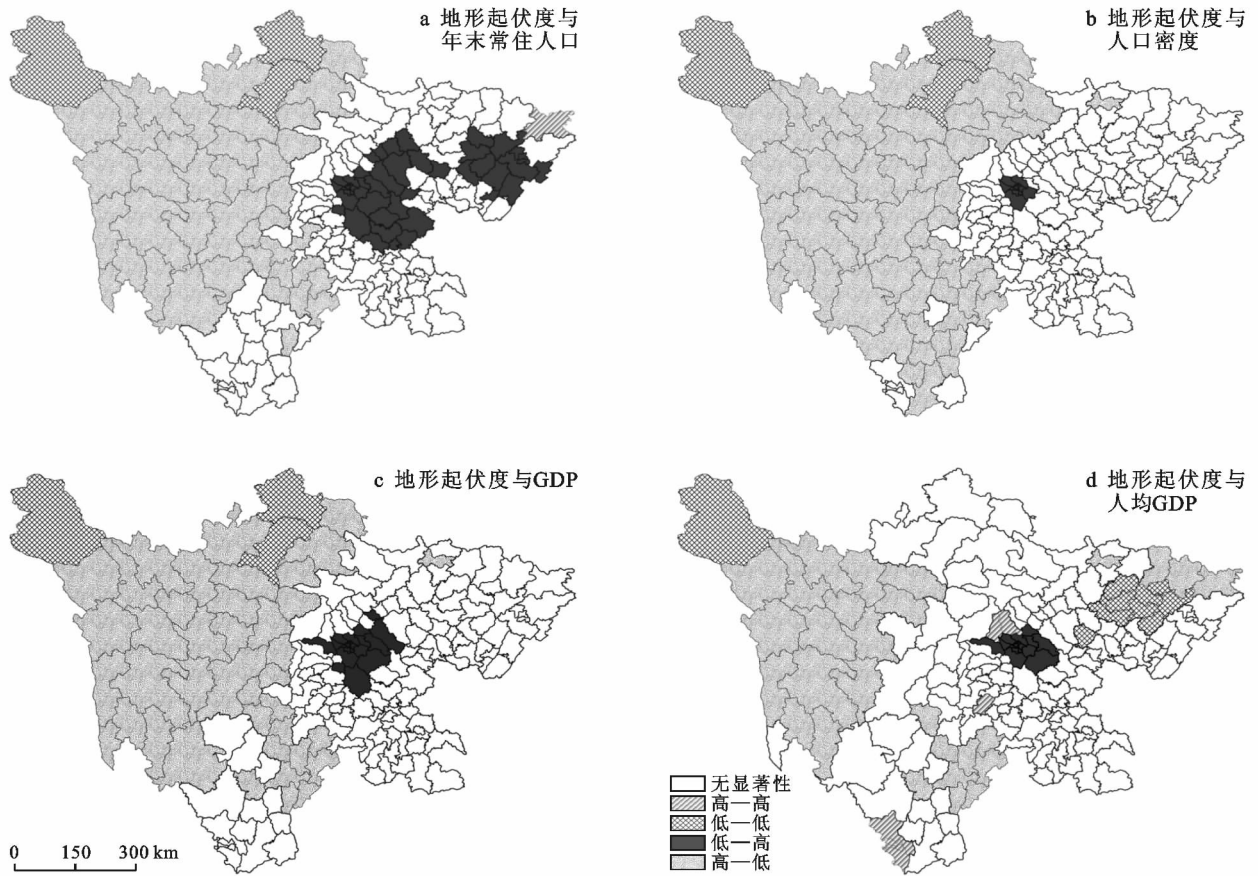 a 地形起伏度与
年末常住人口
b 地形起伏度与
人口密度
c 地形起伏度与GDP
d 地形起伏度与
人均GDP
无显著性
高—高
低—低
低—高
高—低
0 150 300 km